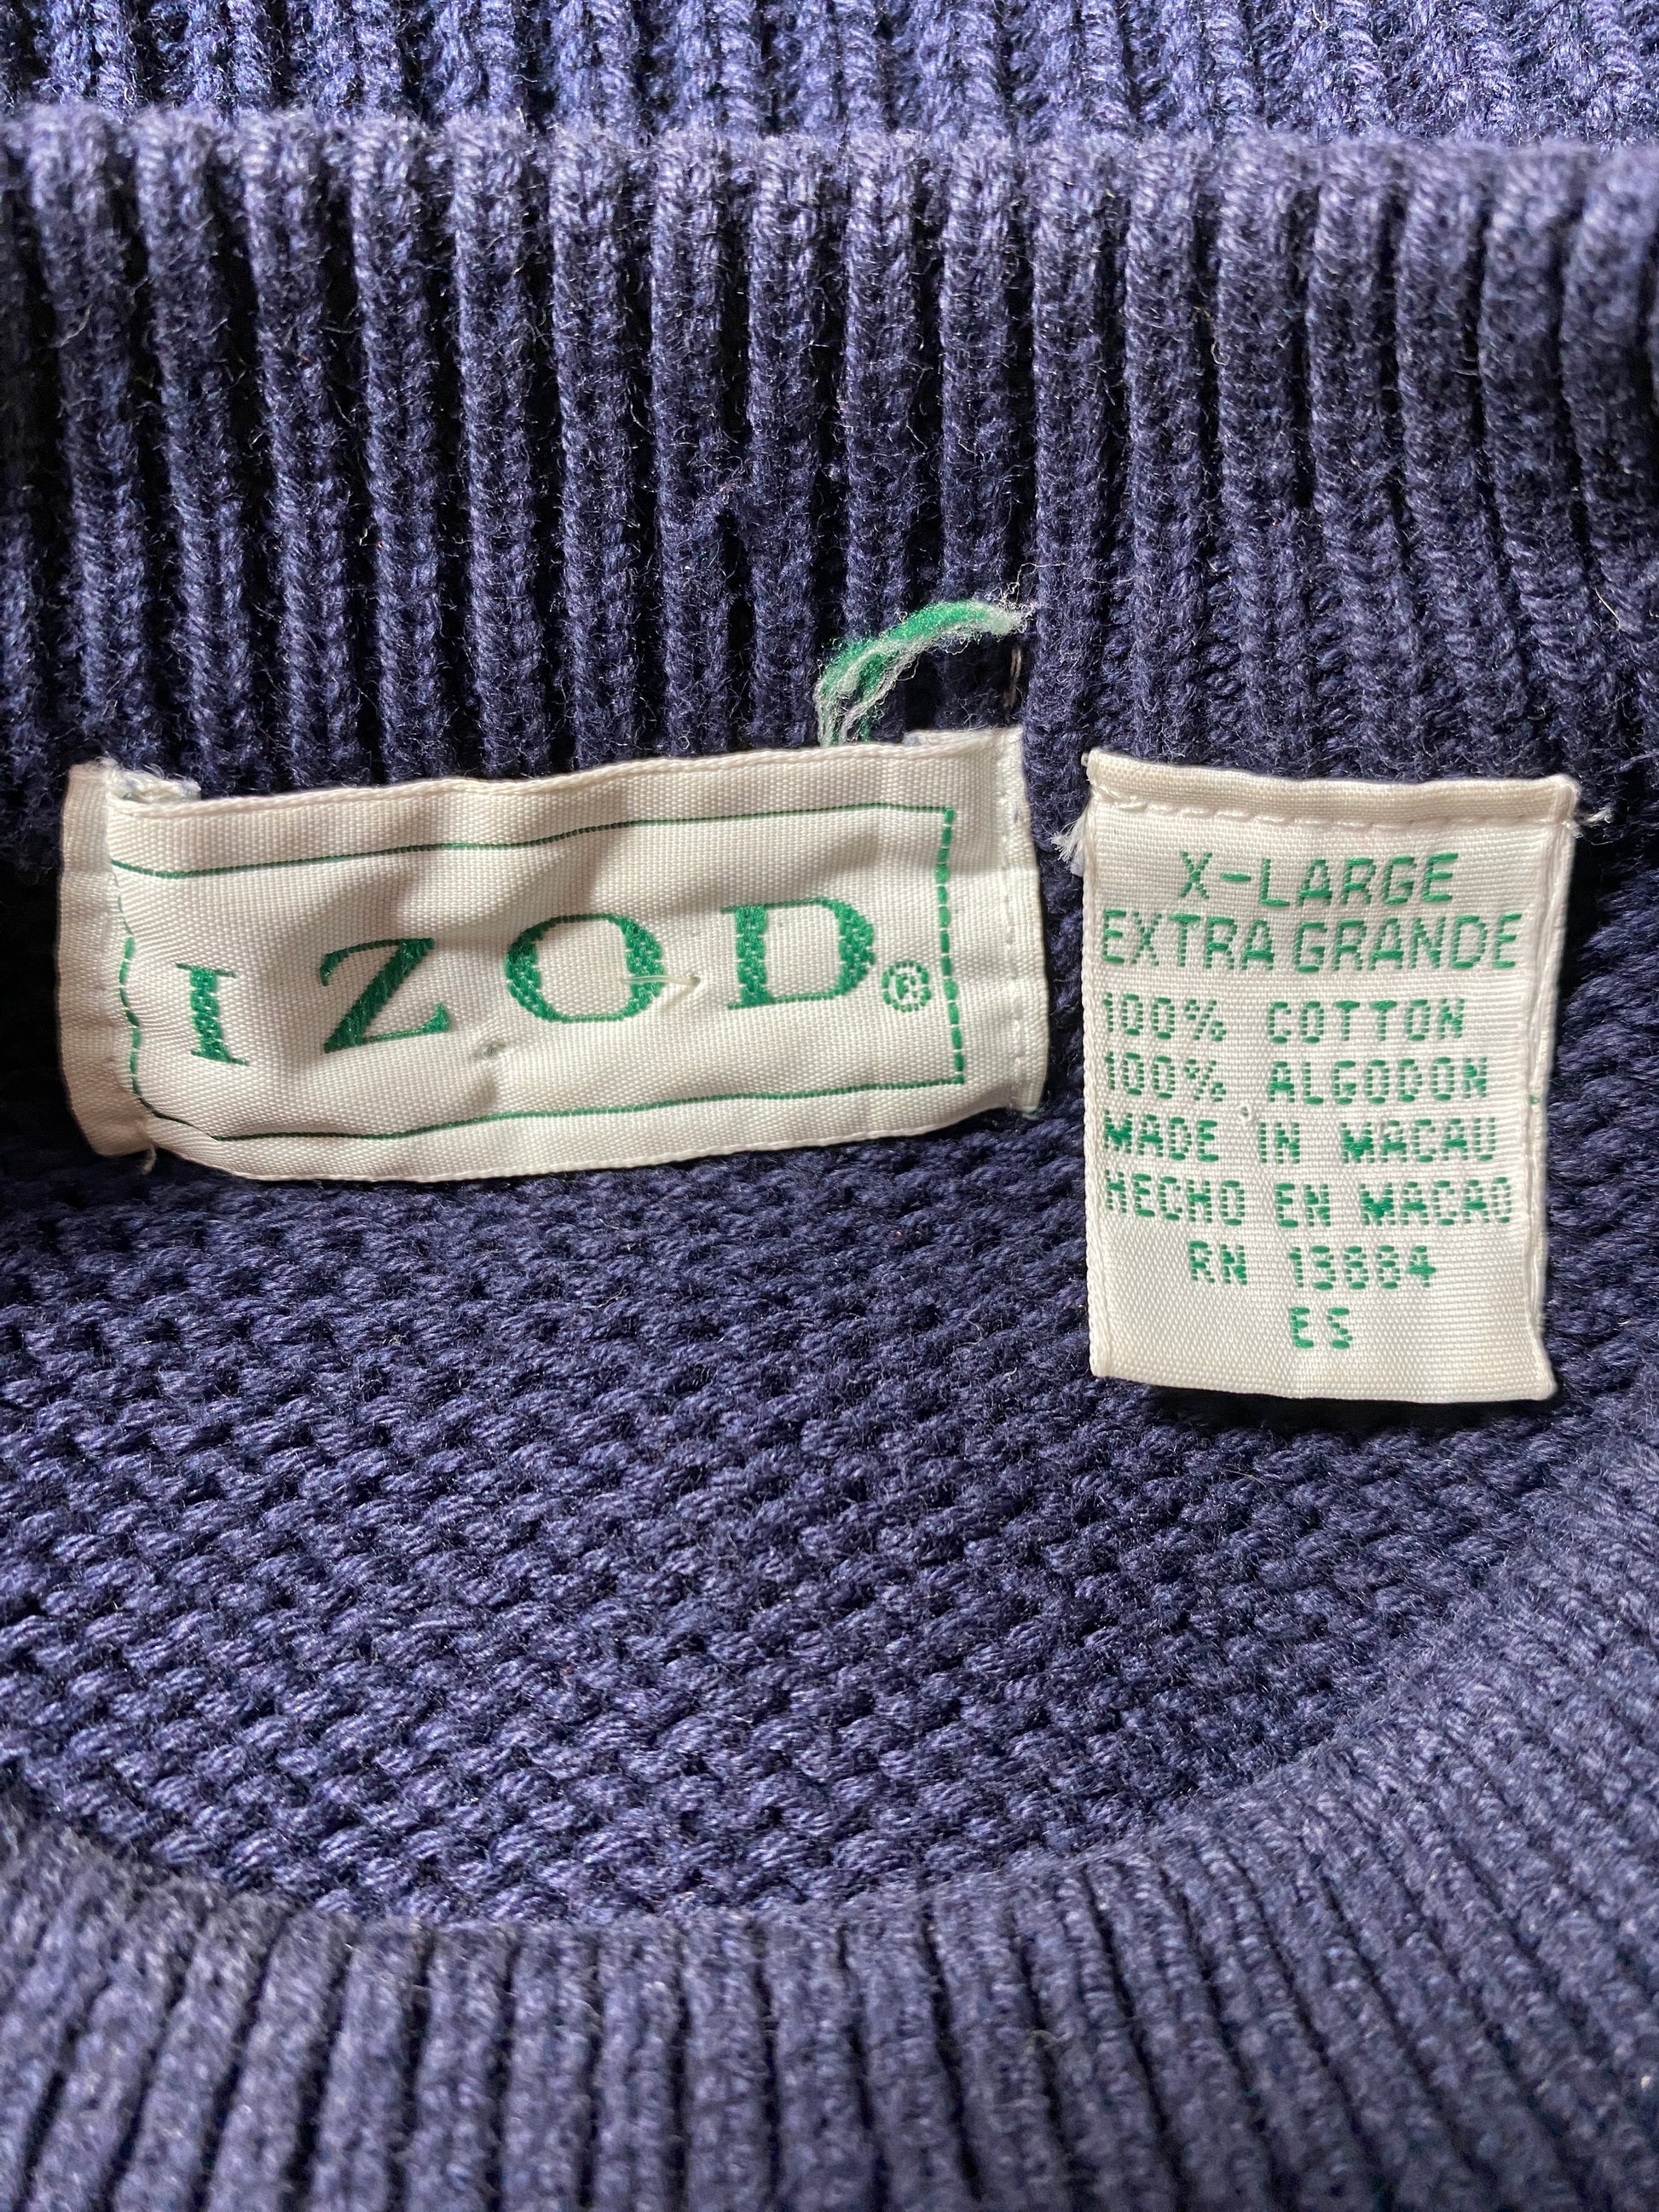 IZOD®
X-LARGE
EXTRA GRANDE
100% COTTON
100% ALGODON
MADE IN MACAU
HECHO EN MACAO
RN 13884
ES